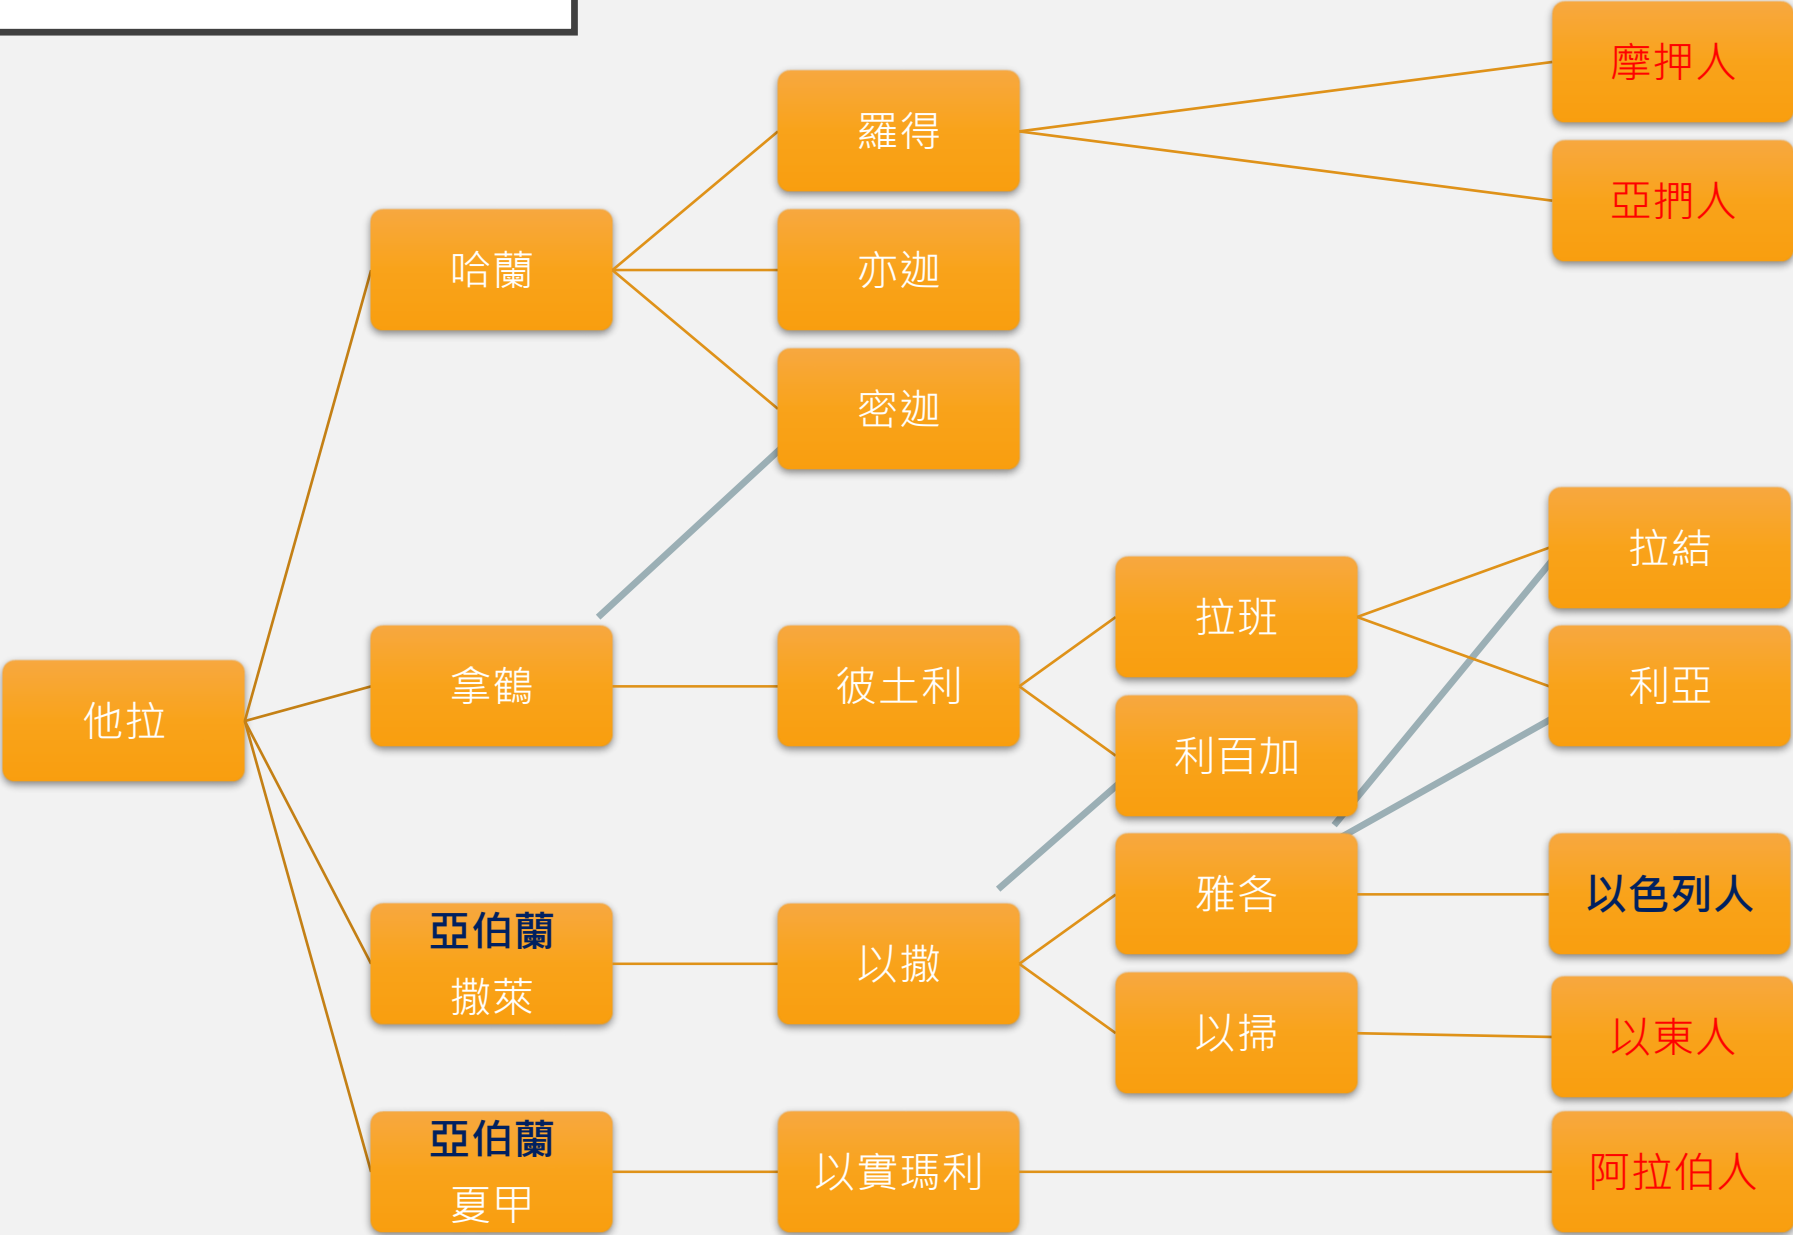 摩押人
羅得
亞捫人
哈蘭
亦迦
密迦
拉結
拉班
他拉
拿鶴
彼土利
利亞
利百加
雅各
以色列人
亞伯蘭
撒萊
以撒
以掃
以東人
亞伯蘭
夏甲
以實瑪利
阿拉伯人